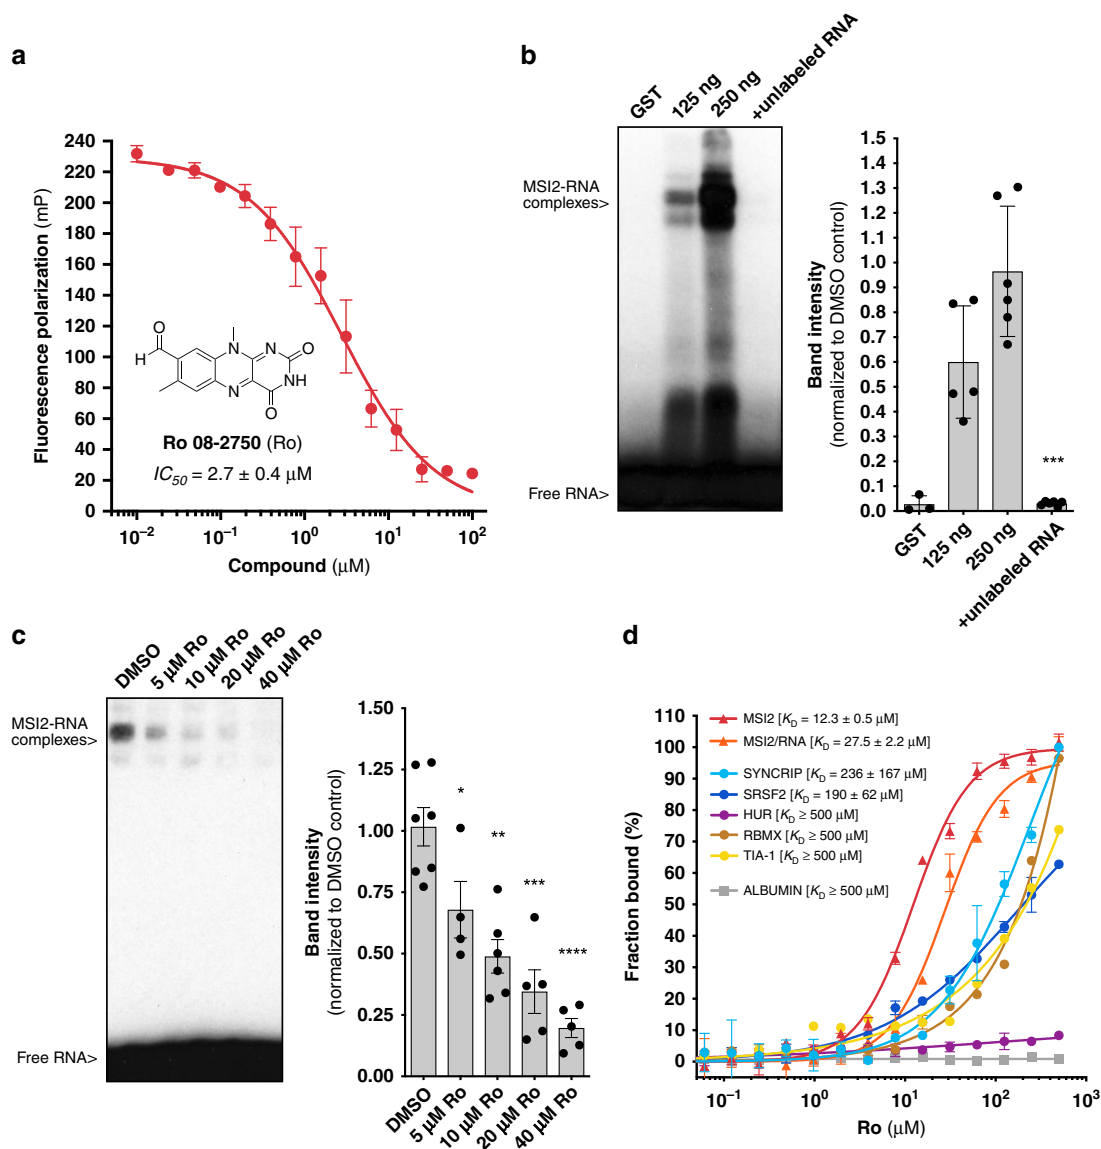 a
240
220
200
180
160
140
120
100
80
60
40
20
0
Fluorescence polarization (mP)
O
H
N
N
O
NH
N
O
Ro 08-2750 (Ro)
IC50 = 2.7 ± 0.4 µM
10−2
10−1
100
101
102
Compound (µM)
b
GST
125 ng
250 ng
+unlabeled RNA
MSI2-RNA
complexes>
Free RNA>
1.5
1.4
1.3
1.2
1.1
1.0
0.9
0.8
0.7
0.6
0.5
0.4
0.3
0.2
0.1
0.0
Band intensity
(normalized to DMSO control)
***
GST
125 ng
250 ng
+unlabeled RNA
c
DMSO
5 µM Ro
10 µM Ro
20 µM Ro
40 µM Ro
MSI2-RNA
complexes>
Free RNA>
1.50
1.25
1.00
0.75
0.50
0.25
0.00
Band intensity
(normalized to DMSO control)
*
**
***
****
DMSO
5 µM Ro
10 µM Ro
20 µM Ro
40 µM Ro
d
110
100
90
80
70
60
50
40
30
20
10
0
Fraction bound (%)
MSI2 [KD = 12.3 ± 0.5 µM]
MSI2/RNA [KD = 27.5 ± 2.2 µM]
SYNCRIP [KD = 236 ± 167 µM]
SRSF2 [KD = 190 ± 62 µM]
HUR [KD ≥ 500 µM]
RBMX [KD ≥ 500 µM]
TIA-1 [KD ≥ 500 µM]
ALBUMIN [KD ≥ 500 µM]
10−1
100
101
102
103
Ro (µM)